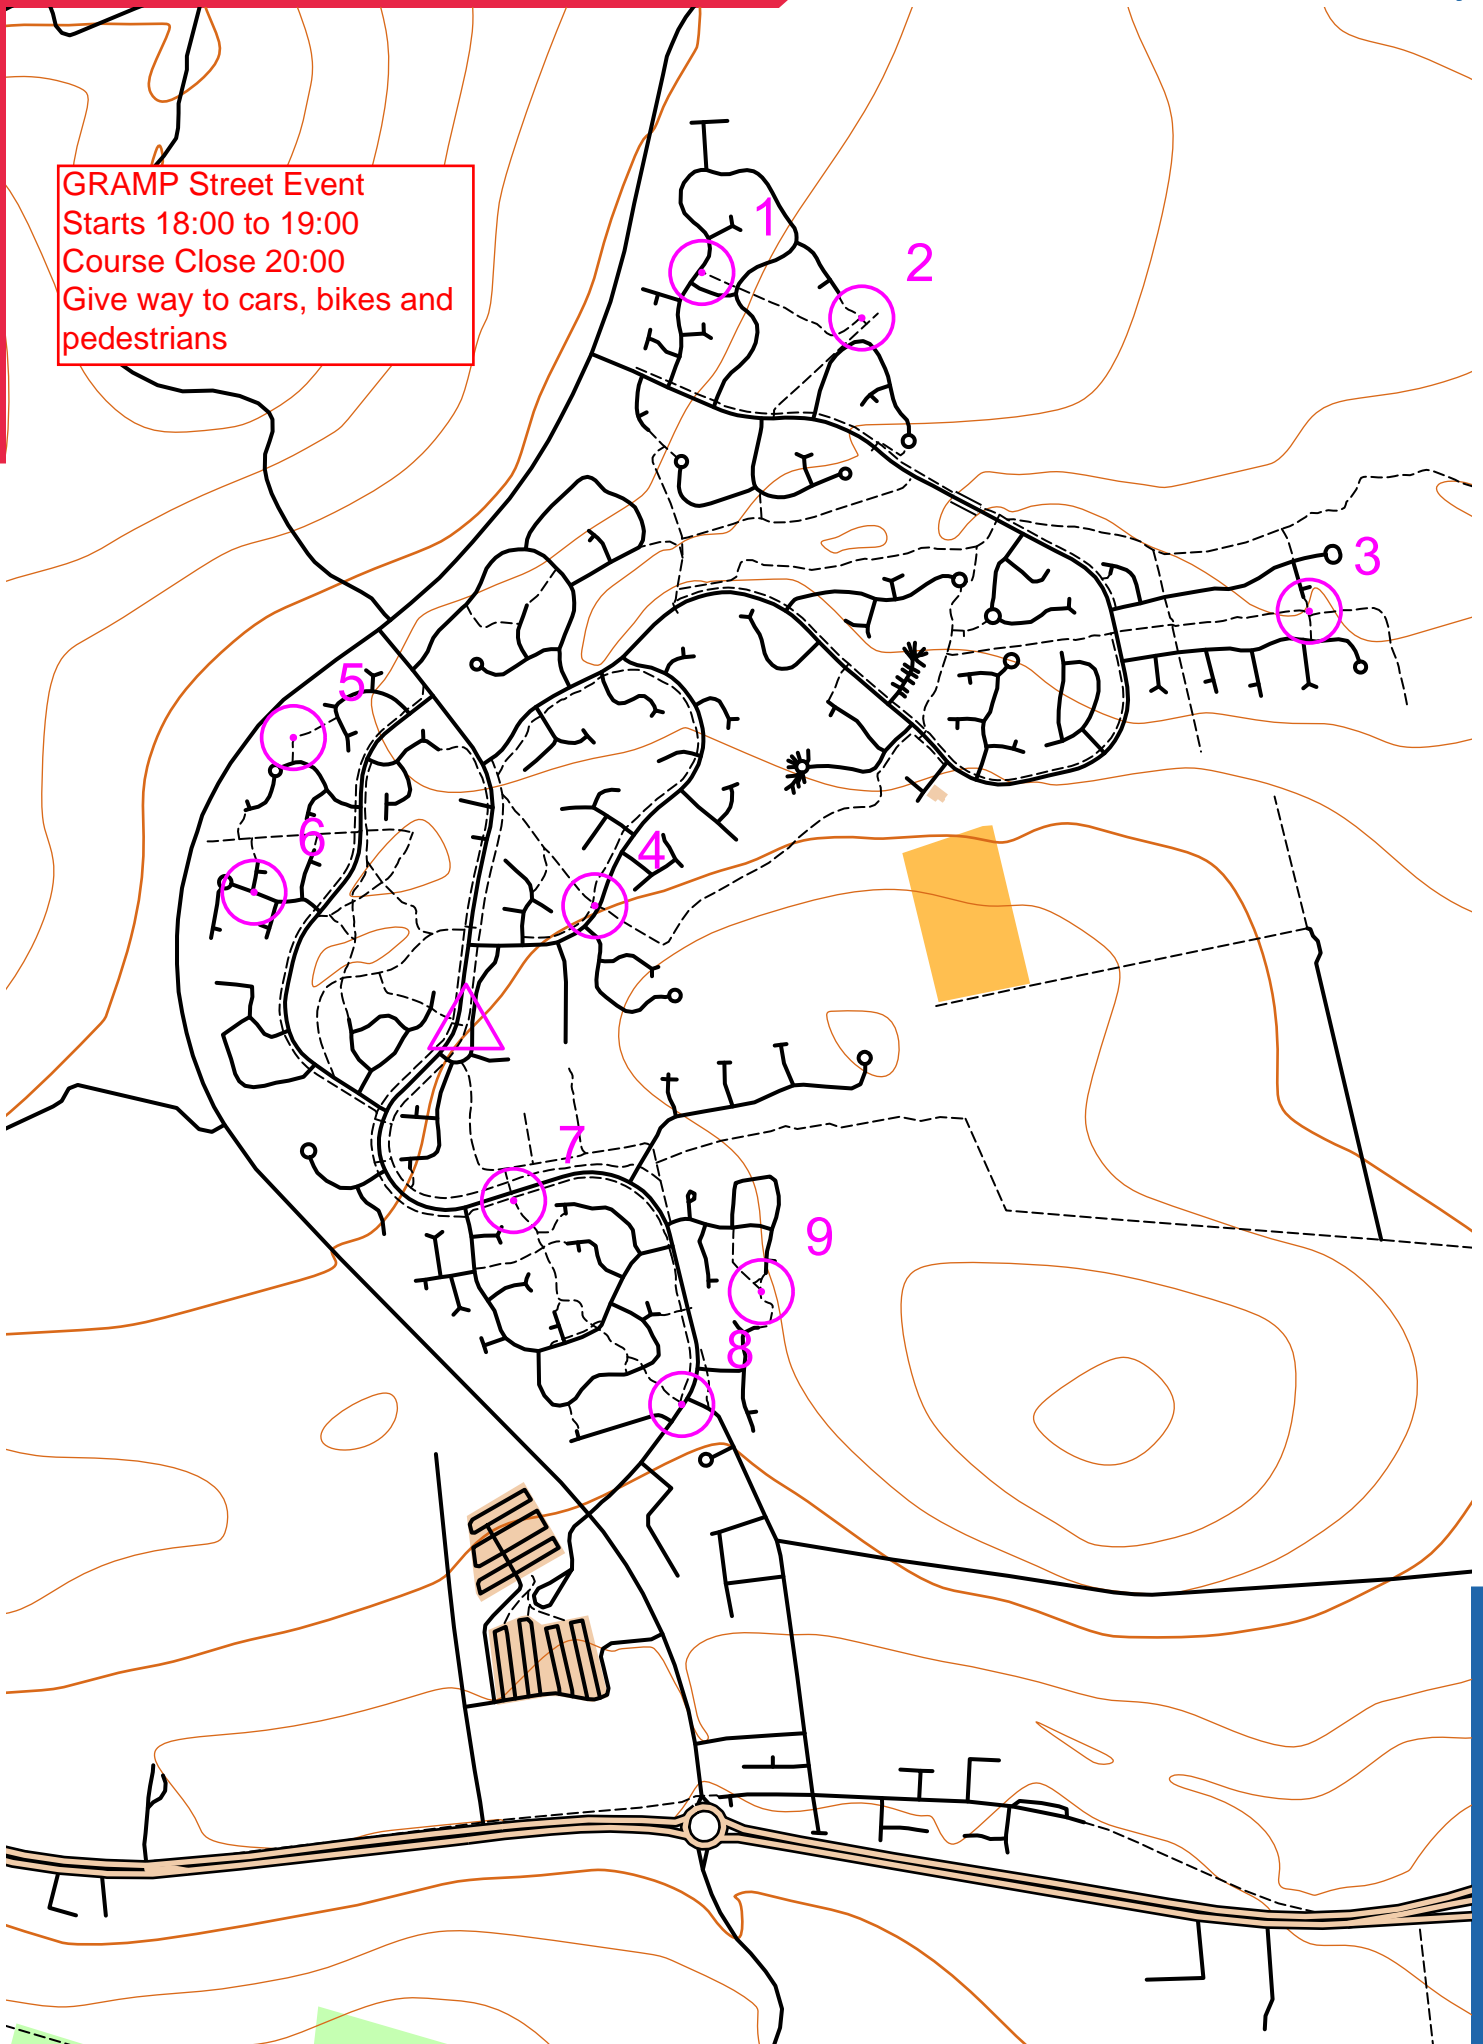 GRAMP Street Event
Starts 18:00 to 19:00
Course Close 20:00
Give way to cars, bikes and
pedestrians
1
2
3
5
6
4
7
9
8